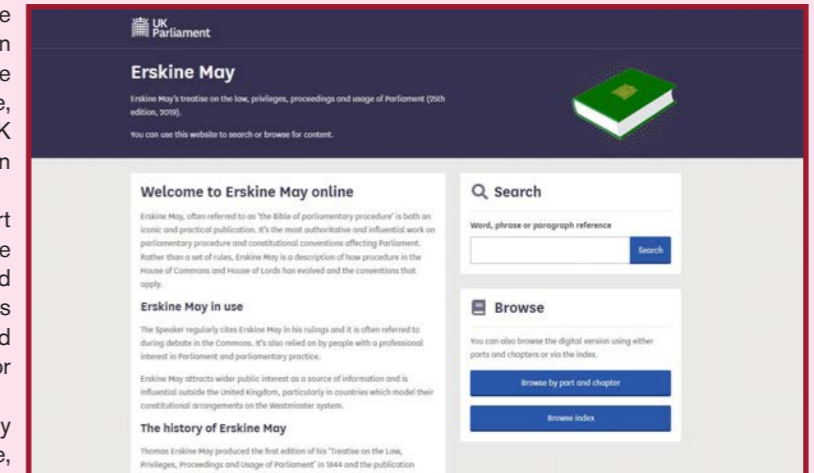 e
n
e
e,
K
n
rt
e
d
s
d
or
y
e,
UK
Parliament
Erskine May
Erskine May's treatise on the law, privileges, proceedings and usage of Parliament (25th
edition, 2019).
You can use this website to search or browse for content.
Welcome to Erskine May online
Erskine May, often referred to as 'the Bible of parliamentary procedure' is both an
iconic and practical publication. It's the most authoritative and influential work on
parliamentary procedure and constitutional conventions affecting Parliament.
Rather than a set of rules, Erskine May is a description of how procedure in the
House of Commons and House of Lords has evolved and the conventions that
apply.
Erskine May in use
The Speaker regularly cites Erskine May in his rulings and it is often referred to
during debate in the Commons. It's also relied on by people with a professional
interest in Parliament and parliamentary practice.
Erskine May attracts wider public interest as a source of information and is
influential outside the United Kingdom, particularly in countries which model their
constitutional arrangements on the Westminster system.
The history of Erskine May
Thomas Erskine May produced the first edition of his 'Treatise on the Law,
Privileges, Proceedings and Usage of Parliament' in 1844 and the publication
Search
Word, phrase or paragraph reference
Search
Browse
You can also browse the digital version using either
parts and chapters or via the index.
Browse by part and chapter
Browse index